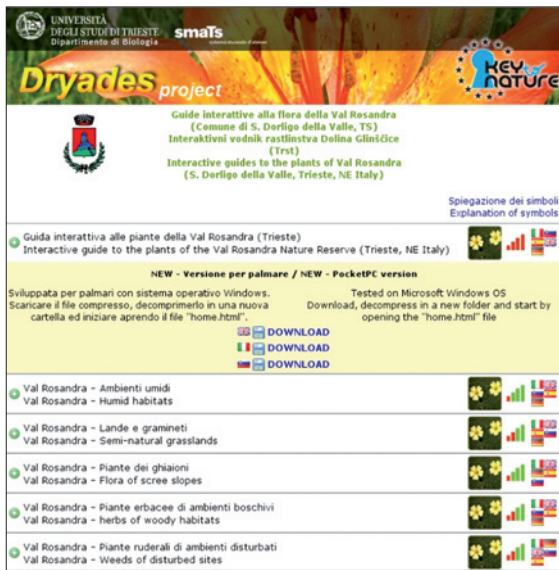 UNIVERSITÀ
DEGLI STUDI DI TRIESTE
Dipartimento di Biologia
smaTs
Dryades project
KEY to NATURE
Guide interattive alla flora della Val Rosandra
(Comune di S. Dorligo della Valle, TS)
Interaktivni vodnik rastlinstva Dolina Glinščice
(Trst)
Interactive guides to the plants of Val Rosandra
(S. Dorligo della Valle, Trieste, NE Italy)
Spiegazione dei simboli
Explanation of symbols
Guida interattiva alle piante della Val Rosandra (Trieste)
Interactive guide to the plants of the Val Rosandra Nature Reserve (Trieste, NE Italy)
NEW - Versione per palmare / NEW - PocketPC version
Sviluppata per palmari con sistema operativo Windows.
Scaricare il file compresso, decomprimerlo in una nuova
cartella ed iniziare aprendo il file "home.html".
Tested on Microsoft Windows OS
Download, decompress in a new folder and start by
opening the "home.html" file
DOWNLOAD
DOWNLOAD
DOWNLOAD
Val Rosandra - Ambienti umidi
Val Rosandra - Humid habitats
Val Rosandra - Lande e gramineti
Val Rosandra - Semi-natural grasslands
Val Rosandra - Piante dei ghiaioni
Val Rosandra - Flora of scree slopes
Val Rosandra - Piante erbacee di ambienti boschivi
Val Rosandra - herbs of woody habitats
Val Rosandra - Piante ruderali di ambienti disturbati
Val Rosandra - Weeds of disturbed sites